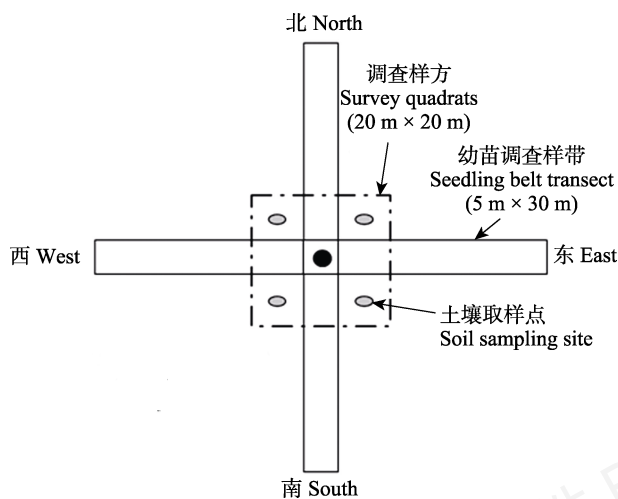 北 North
调查样方
Survey quadrats
(20 m × 20 m)
幼苗调查样带
Seedling belt transect
(5 m × 30 m)
西 West
东 East
土壤取样点
Soil sampling site
南 South